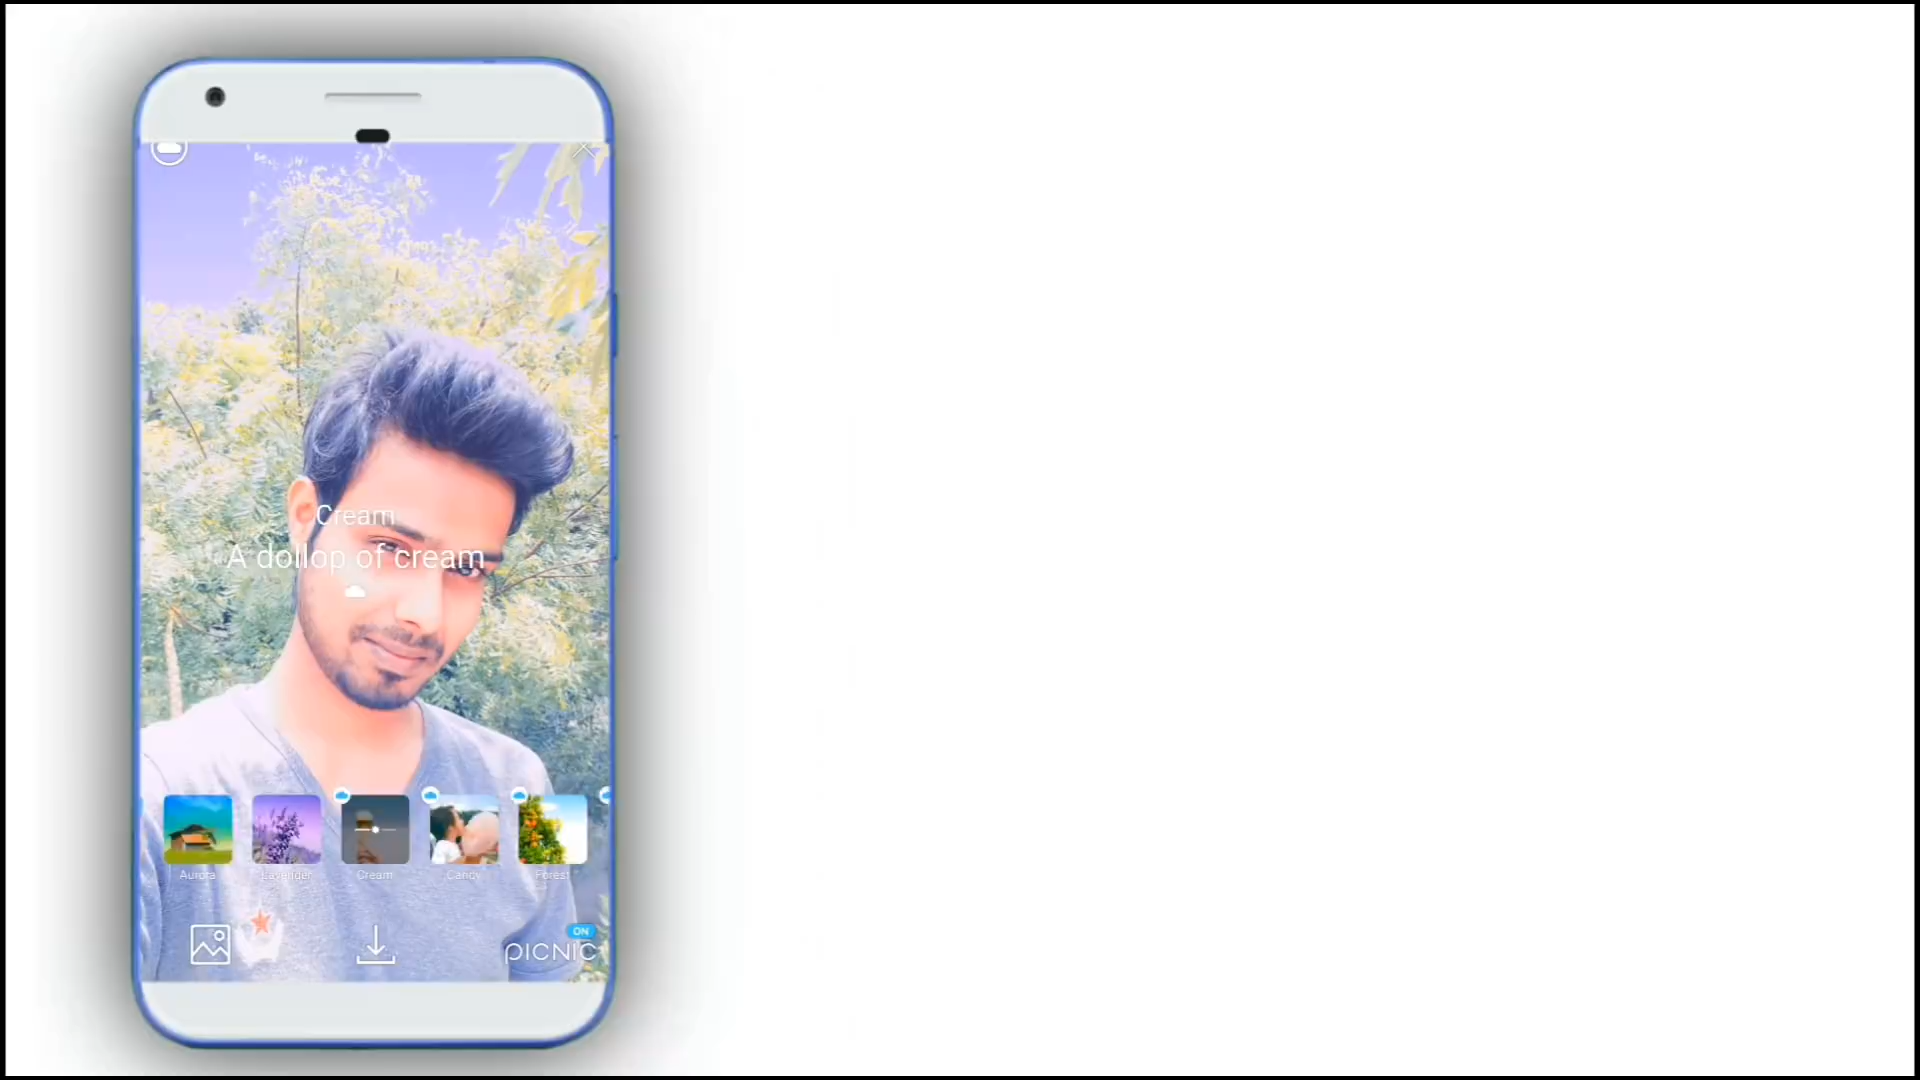 Cream
A dollop of cream
Aurora
Lavender
Cream
Candy
Forest
ON
PICNIC